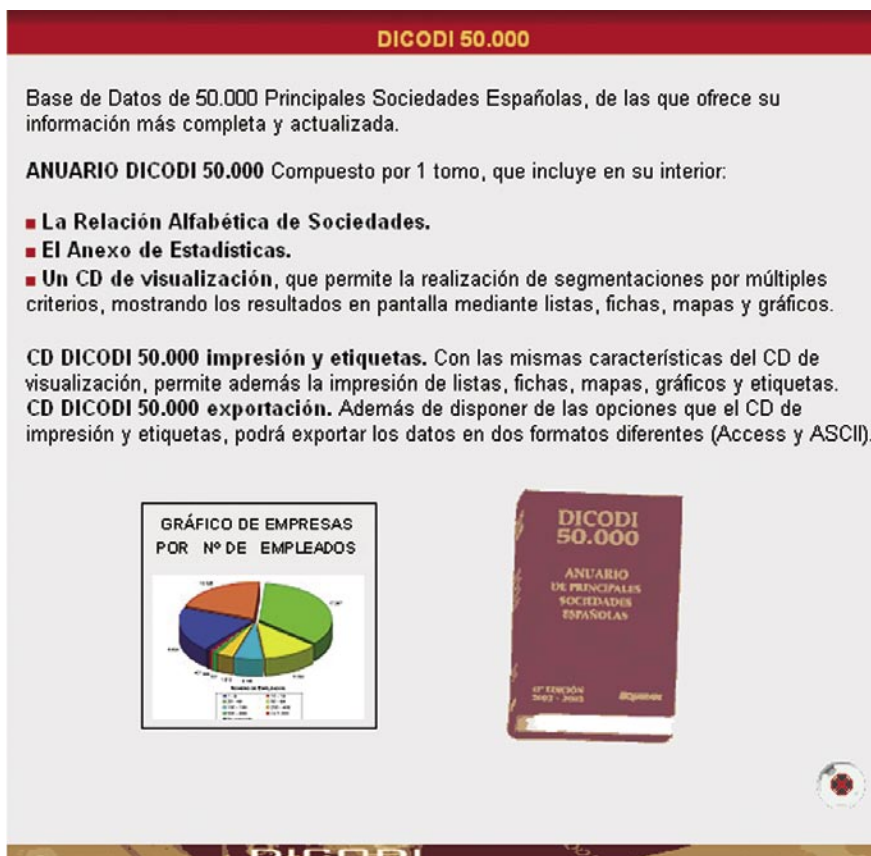 DICODI 50.000
Base de Datos de 50.000 Principales Sociedades Españolas, de las que ofrece su
información más completa y actualizada.
ANUARIO DICODI 50.000 Compuesto por 1 tomo, que incluye en su interior:
■ La Relación Alfabética de Sociedades.
■ El Anexo de Estadísticas.
■ Un CD de visualización, que permite la realización de segmentaciones por múltiples
criterios, mostrando los resultados en pantalla mediante listas, fichas, mapas y gráficos.
CD DICODI 50.000 impresión y etiquetas. Con las mismas características del CD de
visualización, permite además la impresión de listas, fichas, mapas, gráficos y etiquetas.
CD DICODI 50.000 exportación. Además de disponer de las opciones que el CD de
impresión y etiquetas, podrá exportar los datos en dos formatos diferentes (Access y ASCII).
GRÁFICO DE EMPRESAS
POR Nº DE EMPLEADOS
DICODI
50.000
ANUARIO
DE PRINCIPALES
SOCIEDADES
ESPAÑOLAS
EDICIÓN
DICODI